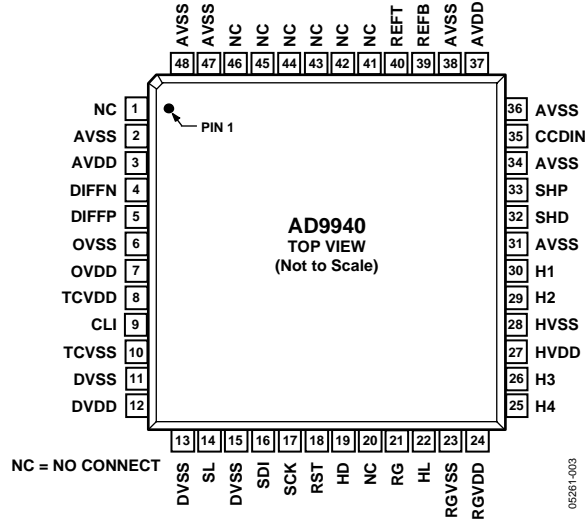 AVSS AVSS NC NC NC NC NC NC REFT REFB AVSS AVDD
48 47 46 45 44 43 42 41 40 39 38 37
NC 1
AVSS 2
AVDD 3
DIFFN 4
DIFFP 5
OVSS 6
OVDD 7
TCVDD 8
CLI 9
TCVSS 10
DVSS 11
DVDD 12
PIN 1
AD9940
TOP VIEW
(Not to Scale)
36 AVSS
35 CCDIN
34 AVSS
33 SHP
32 SHD
31 AVSS
30 H1
29 H2
28 HVSS
27 HVDD
26 H3
25 H4
13 14 15 16 17 18 19 20 21 22 23 24
DVSS SL DVSS SDI SCK RST HD NC RG HL RGVSS RGVDD
NC = NO CONNECT
05261-003